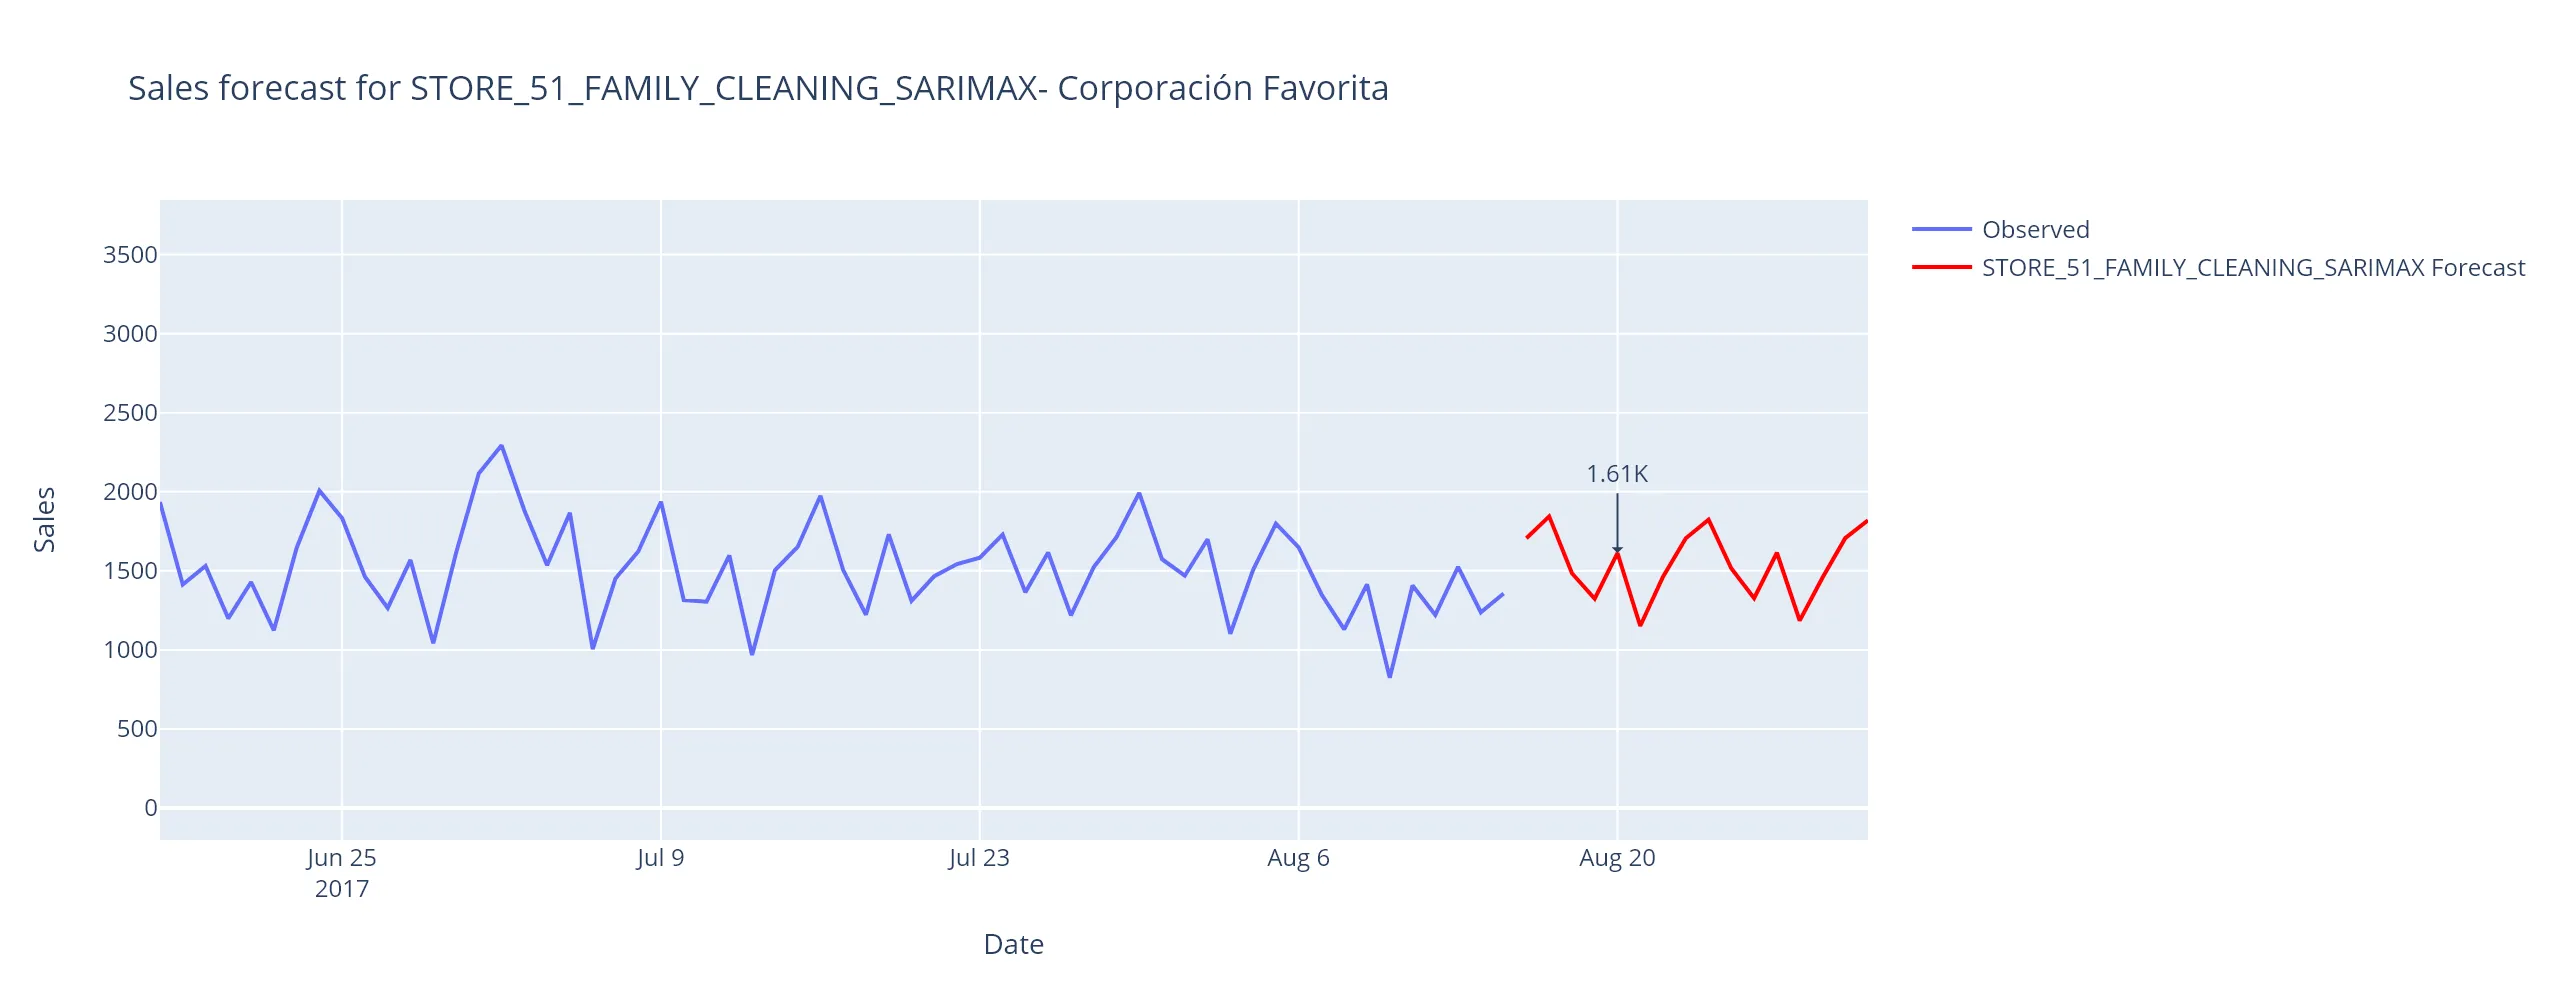 Sales forecast for STORE_51_FAMILY_CLEANING_SARIMAX- Corporación Favorita
Observed
STORE_51_FAMILY_CLEANING_SARIMAX Forecast
3500
3000
2500
2000
1500
1000
500
0
Sales
1.61K
Jun 25
2017
Jul 9
Jul 23
Aug 6
Aug 20
Date